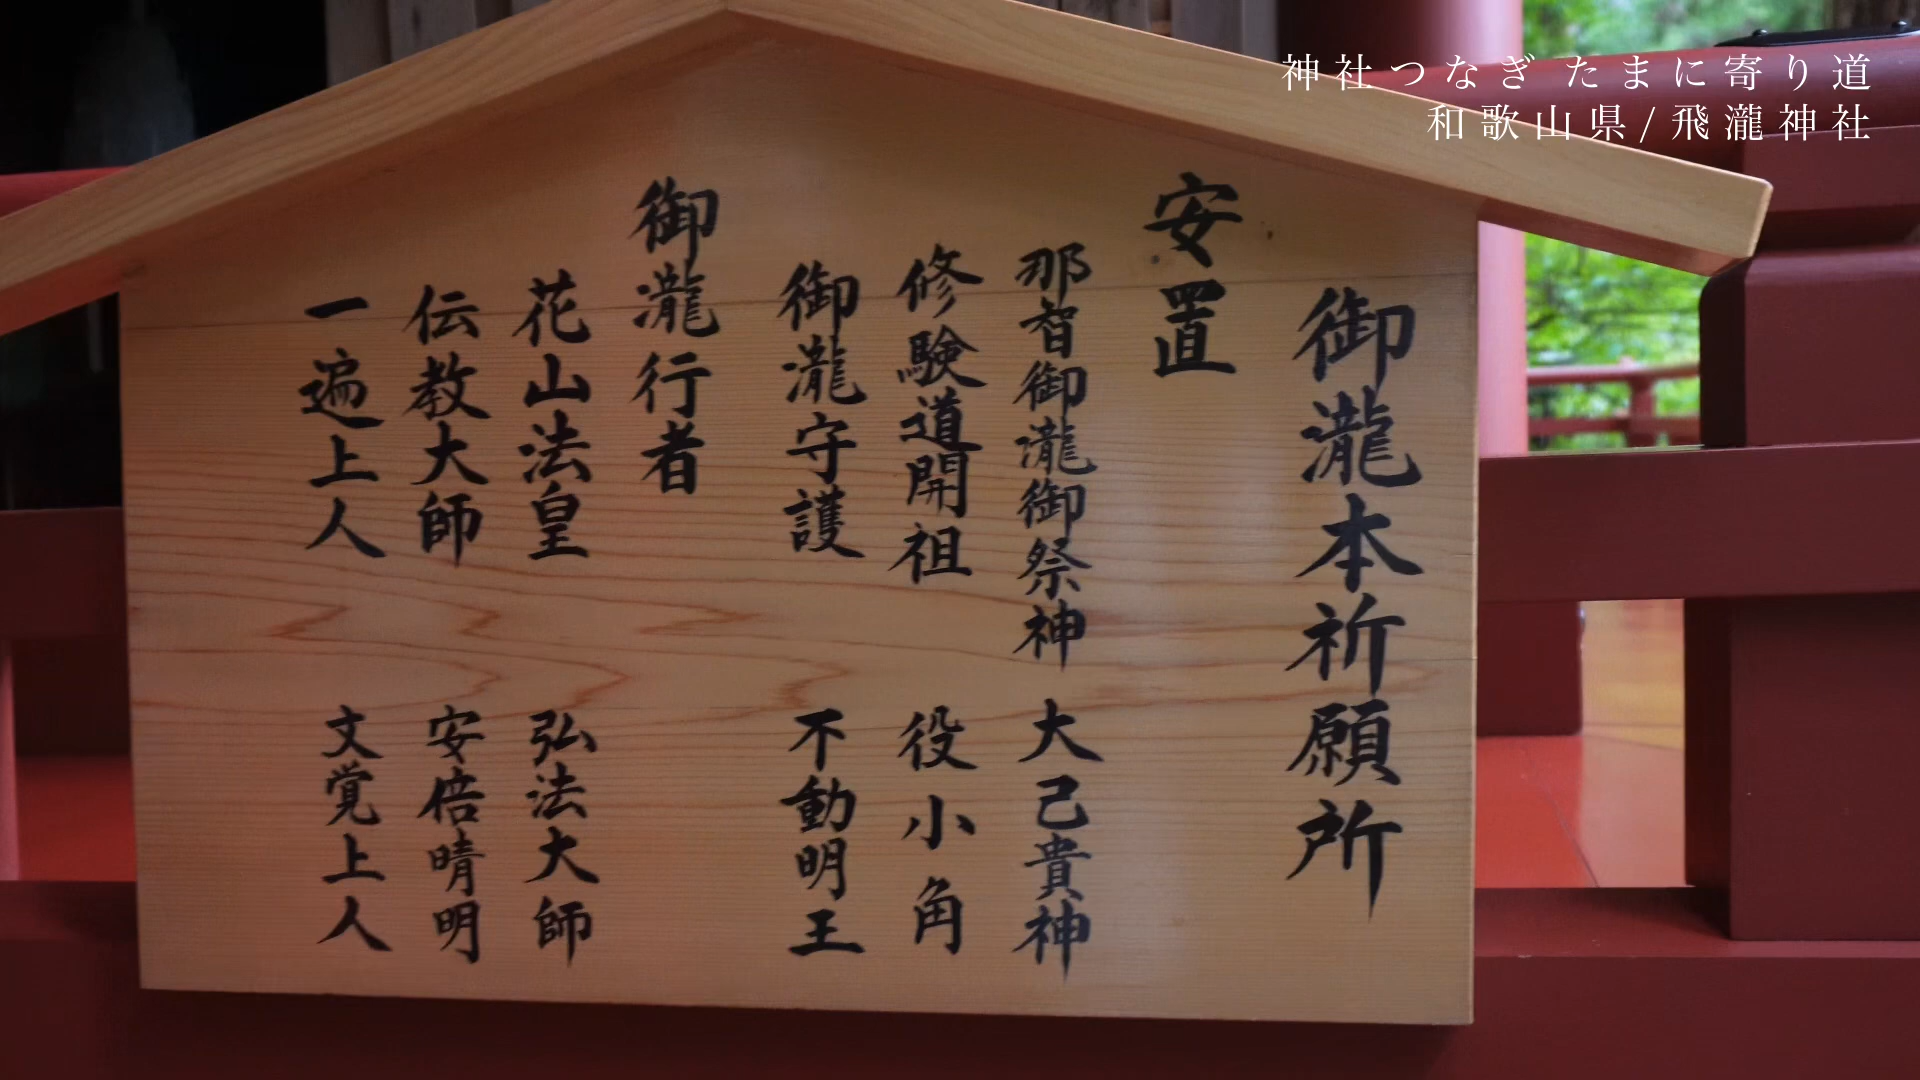 神社つなぎたまに寄り道
和歌山県/飛瀧神社
御瀧本祈願所
安置
那智御瀧御祭神 大己貴神
修験道開祖 役小角
御瀧守護 不動明王
御瀧行者
花山法皇 弘法大師
伝教大師 安倍晴明
一遍上人 文覚上人